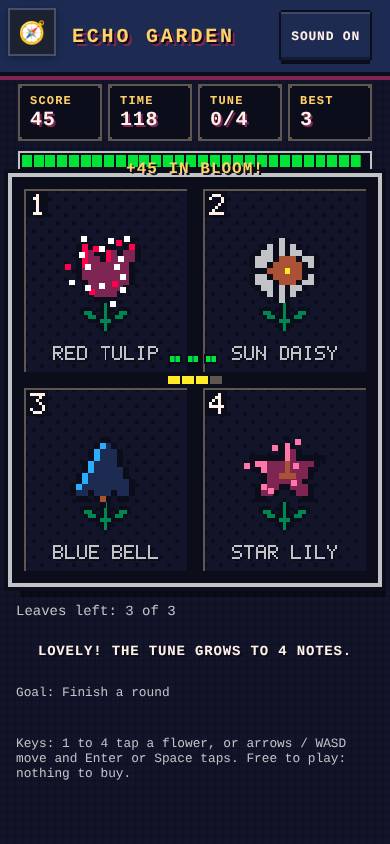 ECHO GARDEN
SOUND ON
SCORE
45
TIME
118
TUNE
0/4
BEST
3
+45 IN BLOOM!
1
RED TULIP
2
SUN DAISY
3
BLUE BELL
4
STAR LILY
Leaves left: 3 of 3
LOVELY! THE TUNE GROWS TO 4 NOTES.
Goal: Finish a round
Keys: 1 to 4 tap a flower, or arrows / WASD
move and Enter or Space taps. Free to play:
nothing to buy.